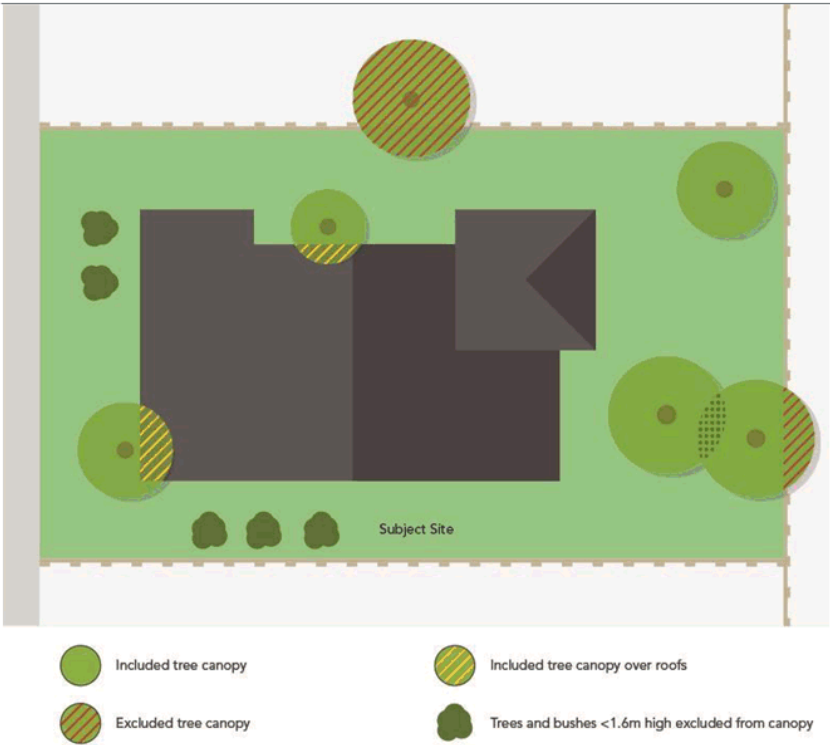 Subject Site
Included tree canopy
Included tree canopy over roofs
Excluded tree canopy
Trees and bushes <1.6m high excluded from canopy